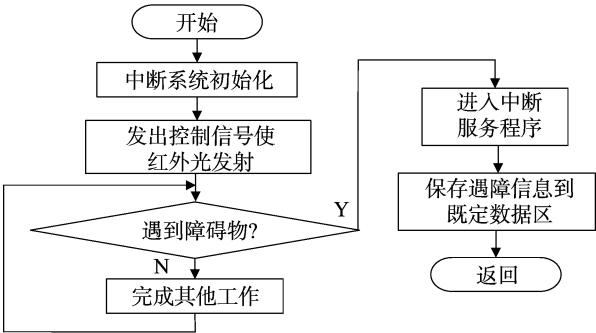 开始
中断系统初始化
发出控制信号使
红外光发射
遇到障碍物?
Y
N
完成其他工作
进入中断
服务程序
保存遇障信息到
既定数据区
返回